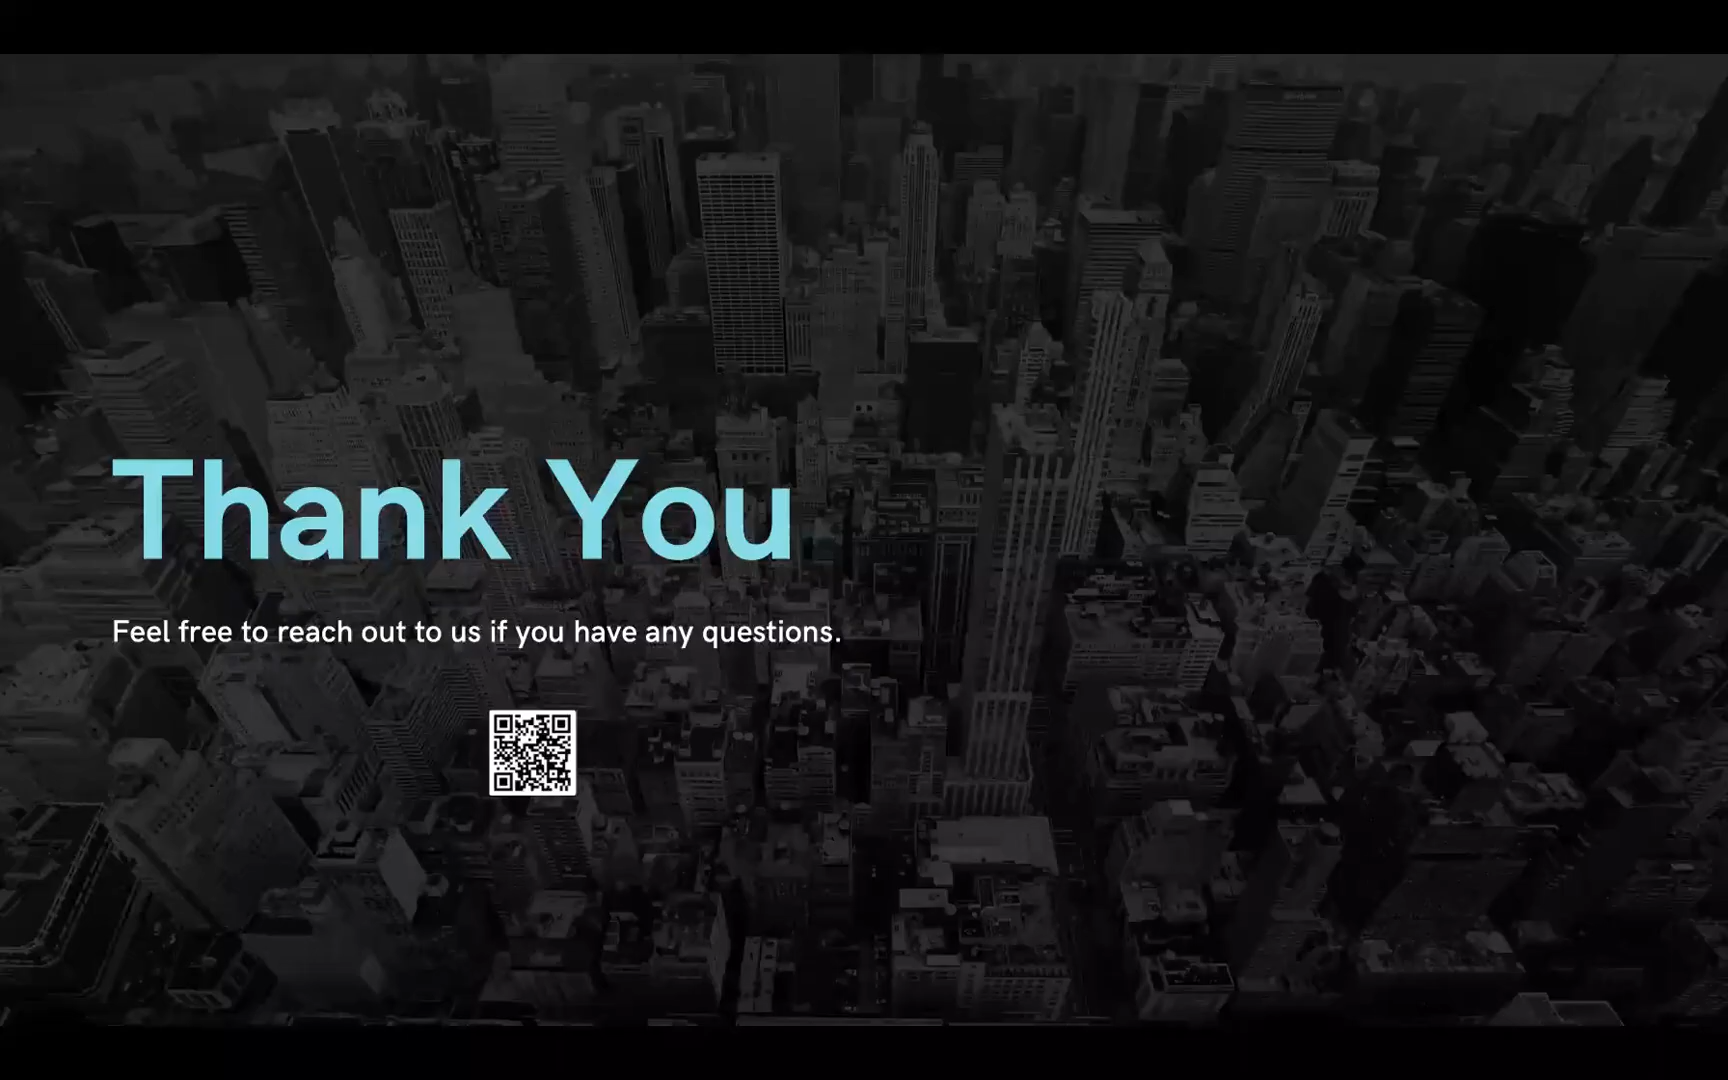 Thank You
Feel free to reach out to us if you have any questions.